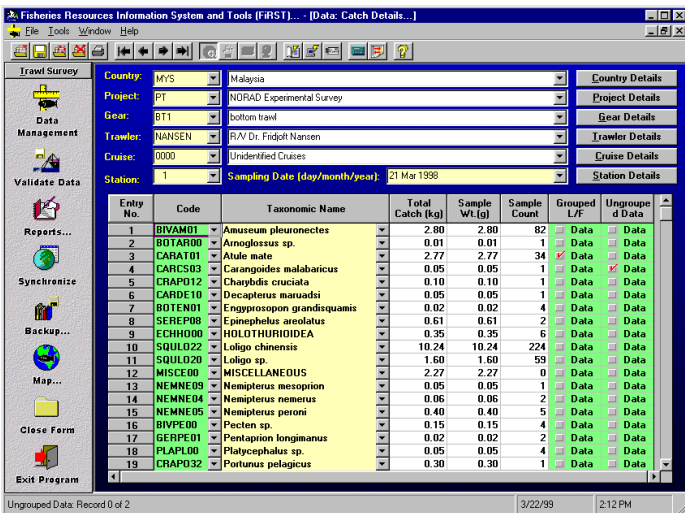 Fisheries Resources Information System and Tools (FiRST)... - [Data: Catch Details...]
File Tools Window Help
Trawl Survey
Data Management
Validate Data
Reports...
Synchronize
Backup...
Map...
Close Form
Exit Program
Country: MYS Malaysia Country Details
Project: PT NORAD Experimental Survey Project Details
Gear: BT1 bottom trawl Gear Details
Trawler: NANSEN R/V Dr. Fridjoft Nansen Trawler Details
Cruise: 0000 Unidentified Cruises Cruise Details
Station: 1 Sampling Date (day/month/year): 21 Mar 1998 Station Details
Entry No. Code Taxonomic Name Total Catch (kg) Sample Wt.(g) Sample Count Grouped L/F Ungroupe d Data
1 BIVAM01 Amuseum pleuronectes 2.80 2.80 82 Data Data
2 BOTAR00 Arnoglossus sp. 0.01 0.01 1 Data Data
3 CARAT01 Atule mate 2.77 2.77 34 Data Data
4 CARCS03 Carangoides malabaricus 0.05 0.05 1 Data Data
5 CRAPO12 Charybdis cruciata 0.10 0.10 1 Data Data
6 CARDE10 Decapterus maruadsi 0.05 0.05 1 Data Data
7 BOTEN01 Engyprosopon grandisquamis 0.02 0.02 4 Data Data
8 SEREP08 Epinephelus areolatus 0.61 0.61 2 Data Data
9 ECHHO00 HOLOTHURIOIDEA 0.35 0.35 6 Data Data
10 SQULO22 Loligo chinensis 10.24 10.24 224 Data Data
11 SQULO20 Loligo sp. 1.60 1.60 59 Data Data
12 MISCE00 MISCELLANEOUS 2.27 2.27 0 Data Data
13 NEMNE09 Nemipterus mesoprion 0.05 0.05 1 Data Data
14 NEMNE04 Nemipterus nemerus 0.06 0.06 2 Data Data
15 NEMNE05 Nemipterus peroni 0.40 0.40 5 Data Data
16 BIVPE00 Pecten sp. 0.15 0.15 4 Data Data
17 GERPE01 Pentaprion longimanus 0.02 0.02 2 Data Data
18 PLAPL00 Platycephalus sp. 0.05 0.05 4 Data Data
19 CRAPO32 Portunus pelagicus 0.30 0.30 1 Data Data
Ungrouped Data: Record 0 of 2 3/22/99 2:12 PM